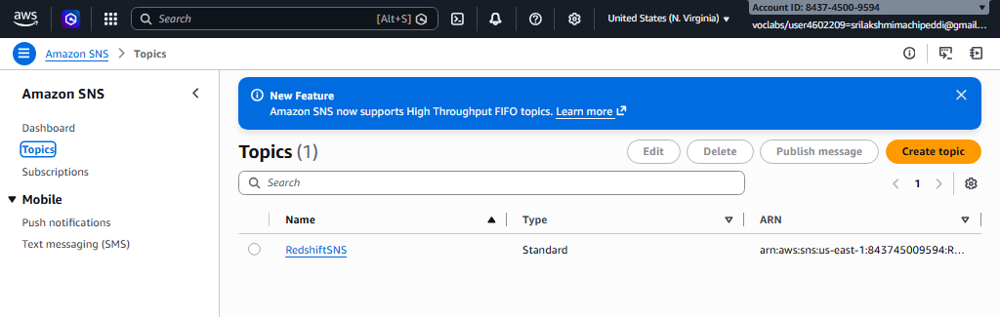 aws
Search
[Alt+S]
United States (N. Virginia)
Account ID: 8437-4500-9594
voclabs/user4602209=srilakshmimachipeddi@gmail...
Amazon SNS
Topics
Amazon SNS
Dashboard
Topics
Subscriptions
Mobile
Push notifications
Text messaging (SMS)
New Feature
Amazon SNS now supports High Throughput FIFO topics. Learn more
Topics (1)
Edit
Delete
Publish message
Create topic
Search
1
Name
Type
ARN
RedshiftSNS
Standard
arn:aws:sns:us-east-1:843745009594:R...